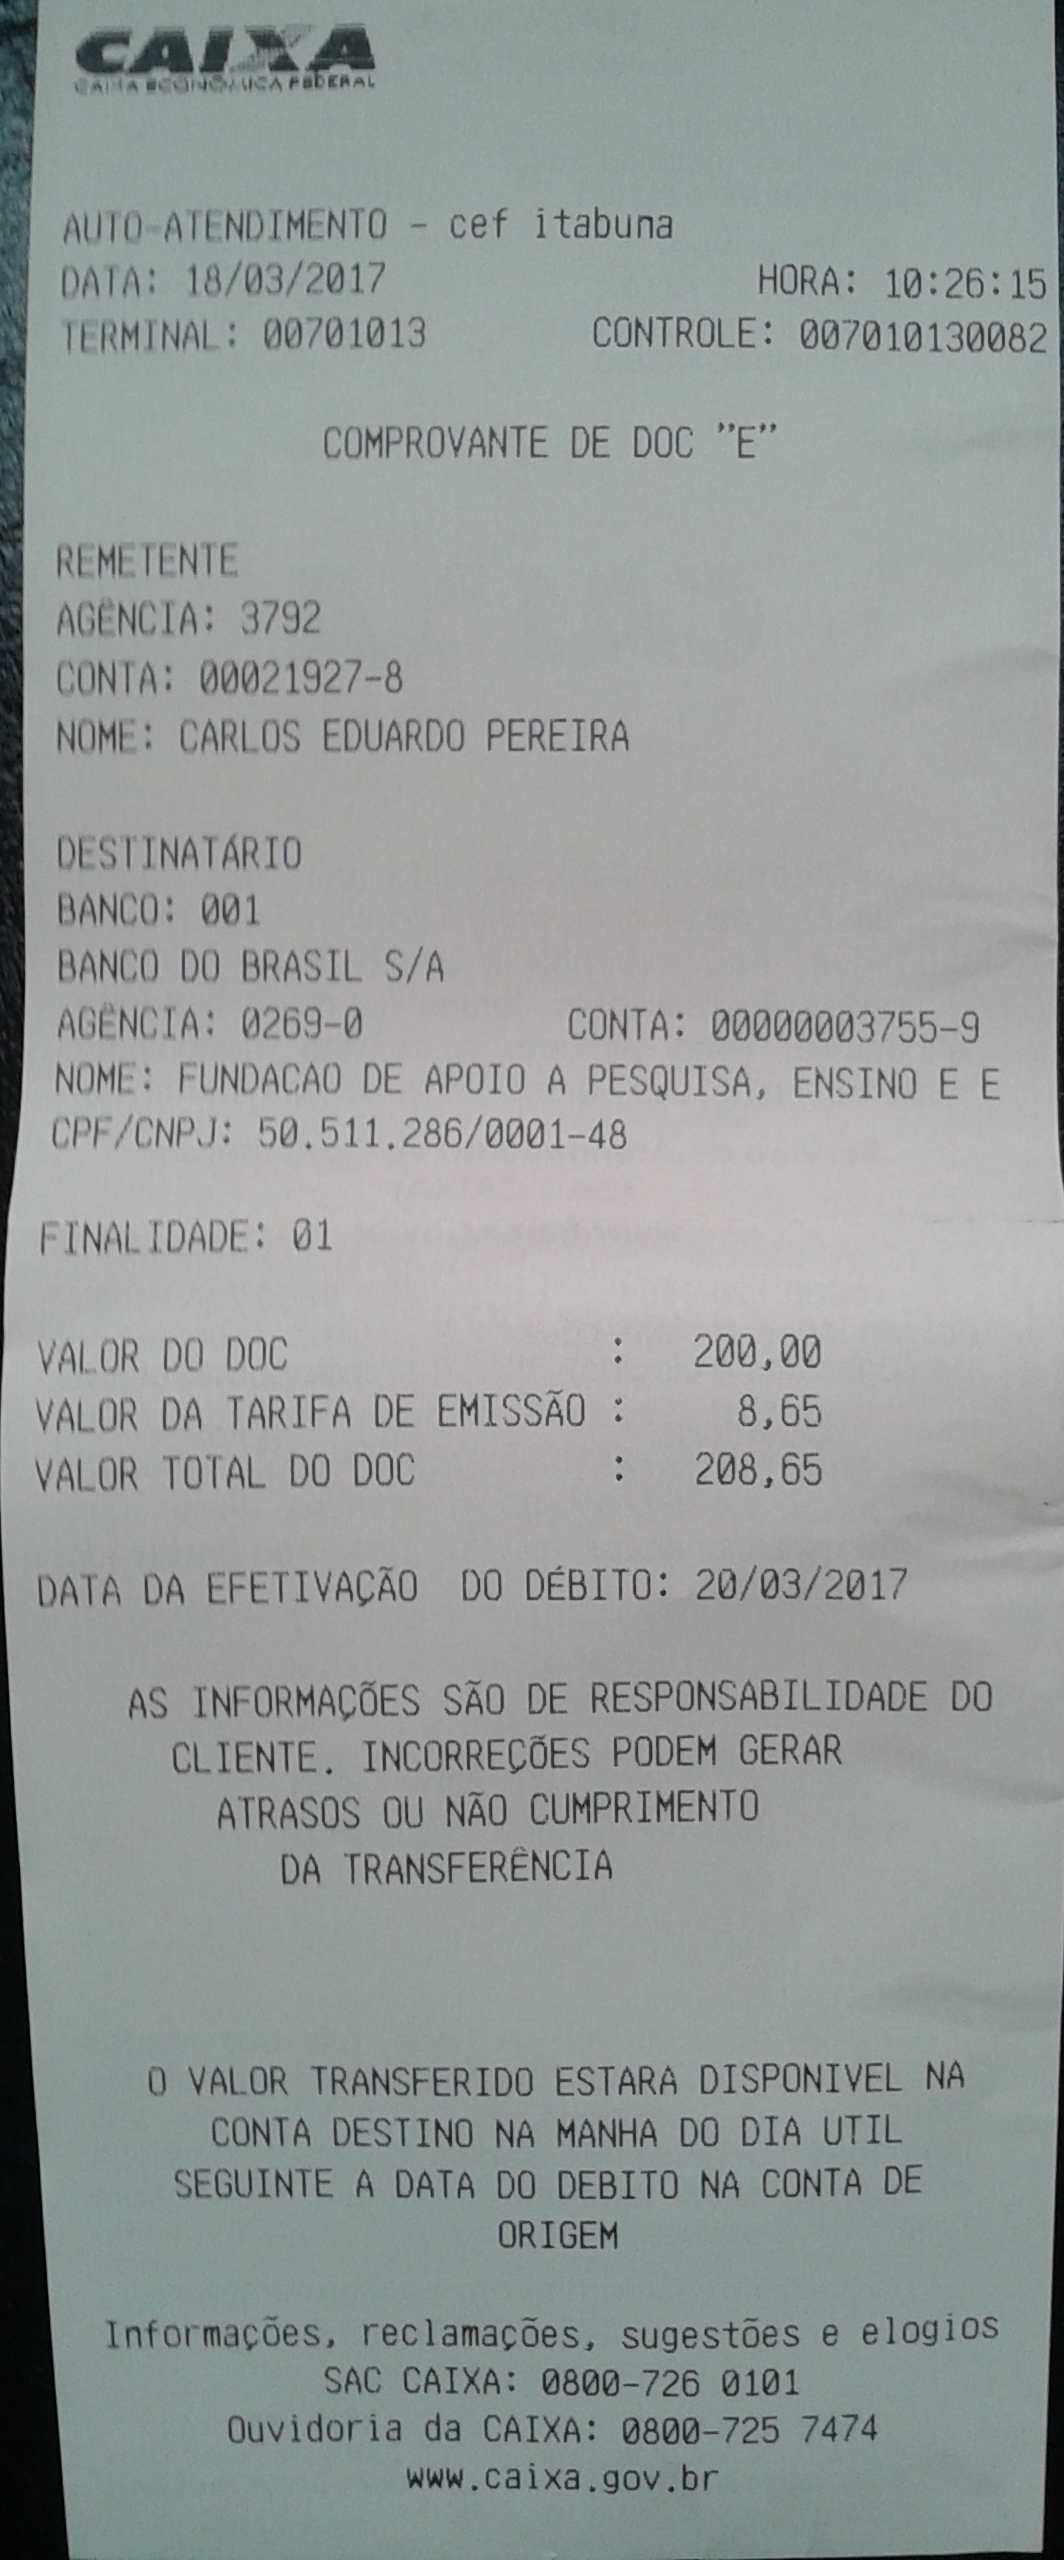 CAIXA
CAIXA ECONÔMICA FEDERAL
AUTO-ATENDIMENTO - cef itabuna
DATA: 18/03/2017 HORA: 10:26:15
TERMINAL: 00701013 CONTROLE: 007010130082
COMPROVANTE DE DOC "E"
REMETENTE
AGÊNCIA: 3792
CONTA: 00021927-8
NOME: CARLOS EDUARDO PEREIRA
DESTINATÁRIO
BANCO: 001
BANCO DO BRASIL S/A
AGÊNCIA: 0269-0 CONTA: 00000003755-9
NOME: FUNDACAO DE APOIO A PESQUISA, ENSINO E E
CPF/CNPJ: 50.511.286/0001-48
FINALIDADE: 01
VALOR DO DOC : 200,00
VALOR DA TARIFA DE EMISSÃO : 8,65
VALOR TOTAL DO DOC : 208,65
DATA DA EFETIVAÇÃO DO DÉBITO: 20/03/2017
AS INFORMAÇÕES SÃO DE RESPONSABILIDADE DO
CLIENTE. INCORREÇÕES PODEM GERAR
ATRASOS OU NÃO CUMPRIMENTO
DA TRANSFERÊNCIA
O VALOR TRANSFERIDO ESTARA DISPONIVEL NA
CONTA DESTINO NA MANHA DO DIA UTIL
SEGUINTE A DATA DO DEBITO NA CONTA DE
ORIGEM
Informações, reclamações, sugestões e elogios
SAC CAIXA: 0800-726 0101
Ouvidoria da CAIXA: 0800-725 7474
www.caixa.gov.br